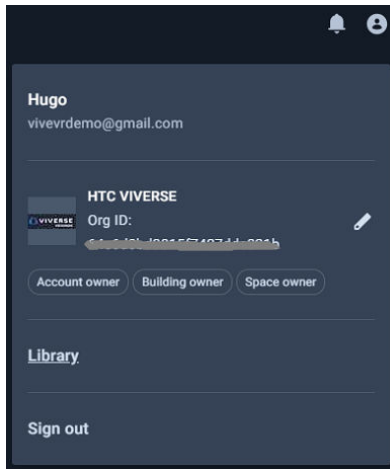 Hugo
vivevrdemo@gmail.com
HTC VIVERSE
VIVERSE
Org ID:
Account owner
Building owner
Space owner
Library
Sign out